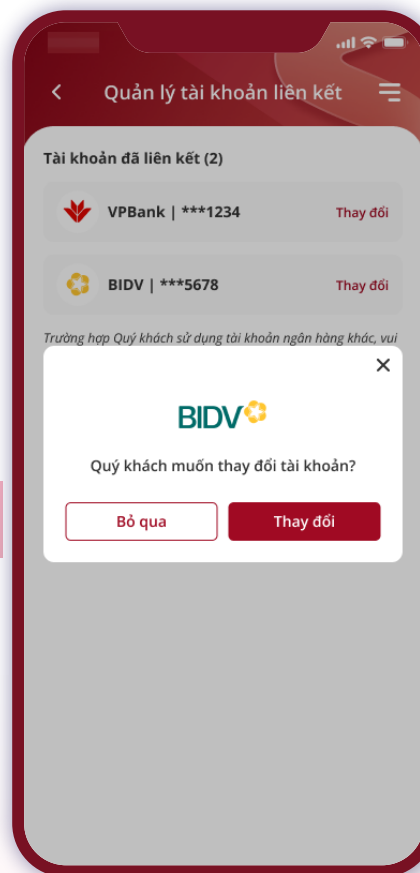 Quản lý tài khoản liên kết
Tài khoản đã liên kết (2)
VPBank | ***1234 Thay đổi
BIDV | ***5678 Thay đổi
Trường hợp Quý khách sử dụng tài khoản ngân hàng khác, vui
BIDV
Quý khách muốn thay đổi tài khoản?
Bỏ qua Thay đổi